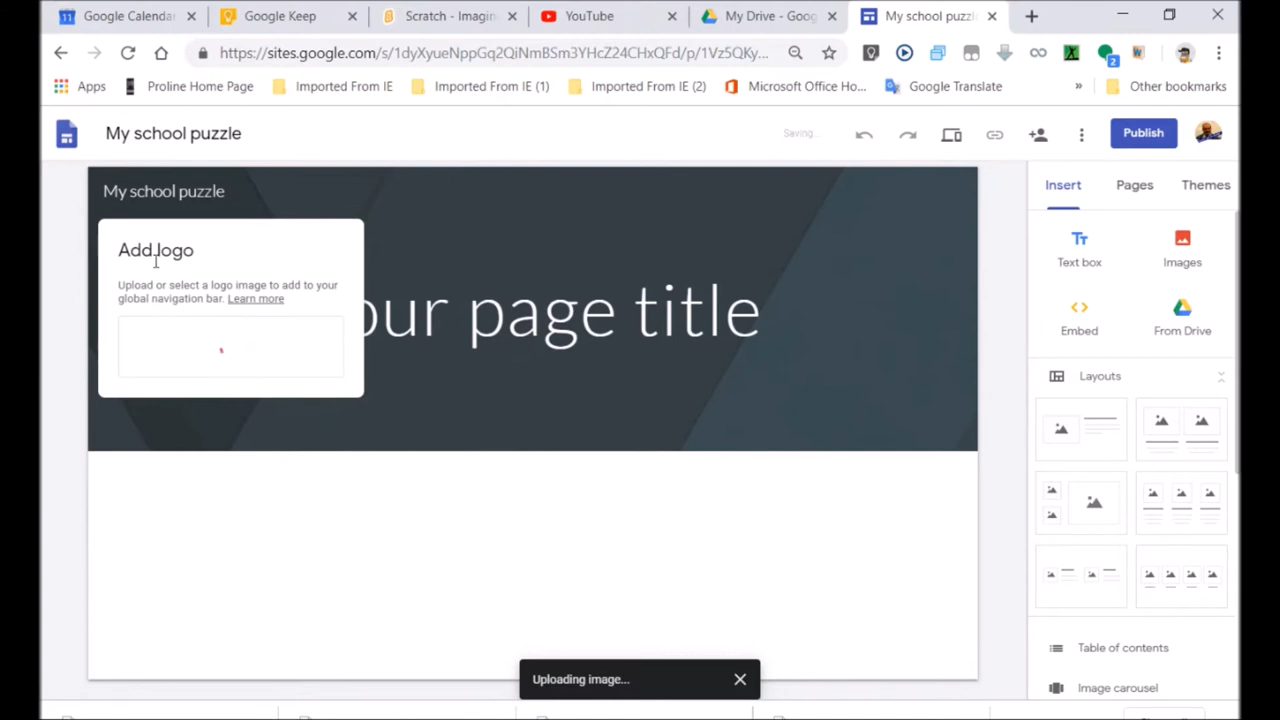 Google Calendar
Google Keep
Scratch - Imagin
YouTube
My Drive - Goog
My school puzzl
https://sites.google.com/s/1dyXyueNppGq2QiNmBSm3YHcZ24CHxQFd/p/1Vz5QKy...
2
Apps
Proline Home Page
Imported From IE
Imported From IE (1)
Imported From IE (2)
Microsoft Office Ho...
Google Translate
»
Other bookmarks
My school puzzle
Saving...
Publish
My school puzzle
Insert
Pages
Themes
Add logo
Upload or select a logo image to add to your
global navigation bar. Learn more
our page title
Tt
Text box
Images
Embed
From Drive
Layouts
Table of contents
Image carousel
Uploading image...